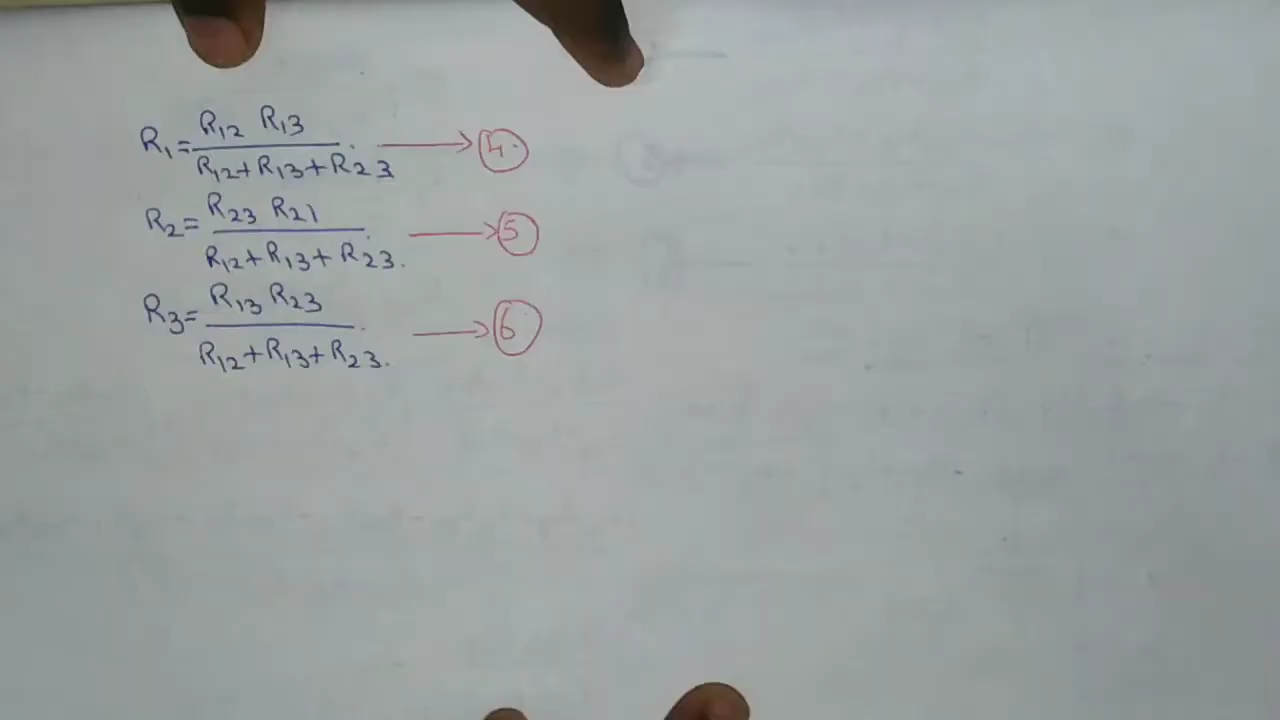 R₁ = R₁₂ R₁₃ / R₁₂+R₁₃+R₂₃ → ④
R₂ = R₂₃ R₂₁ / R₁₂+R₁₃+R₂₃. → ⑤
R₃ = R₁₃ R₂₃ / R₁₂+R₁₃+R₂₃. → ⑥